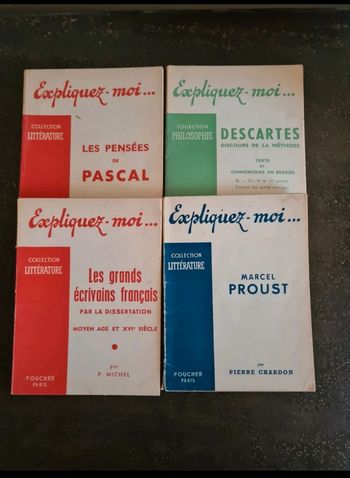 Expliquez-moi...
COLLECTION
LITTÉRATURE
LES PENSÉES
DE
PASCAL
Expliquez-moi...
COLLECTION
PHILOSOPHIE
DESCARTES
DISCOURS DE LA MÉTHODE
TEXTE
ET
COMMENTAIRE EN REGARD
Expliquez-moi...
COLLECTION
LITTÉRATURE
Les grands
écrivains français
PAR LA DISSERTATION
MOYEN AGE ET XVIe SIÈCLE
par
P. MICHEL
FOUCHER
PARIS
Expliquez-moi...
COLLECTION
LITTÉRATURE
MARCEL
PROUST
par
PIERRE CHARDON
FOUCHER
PARIS